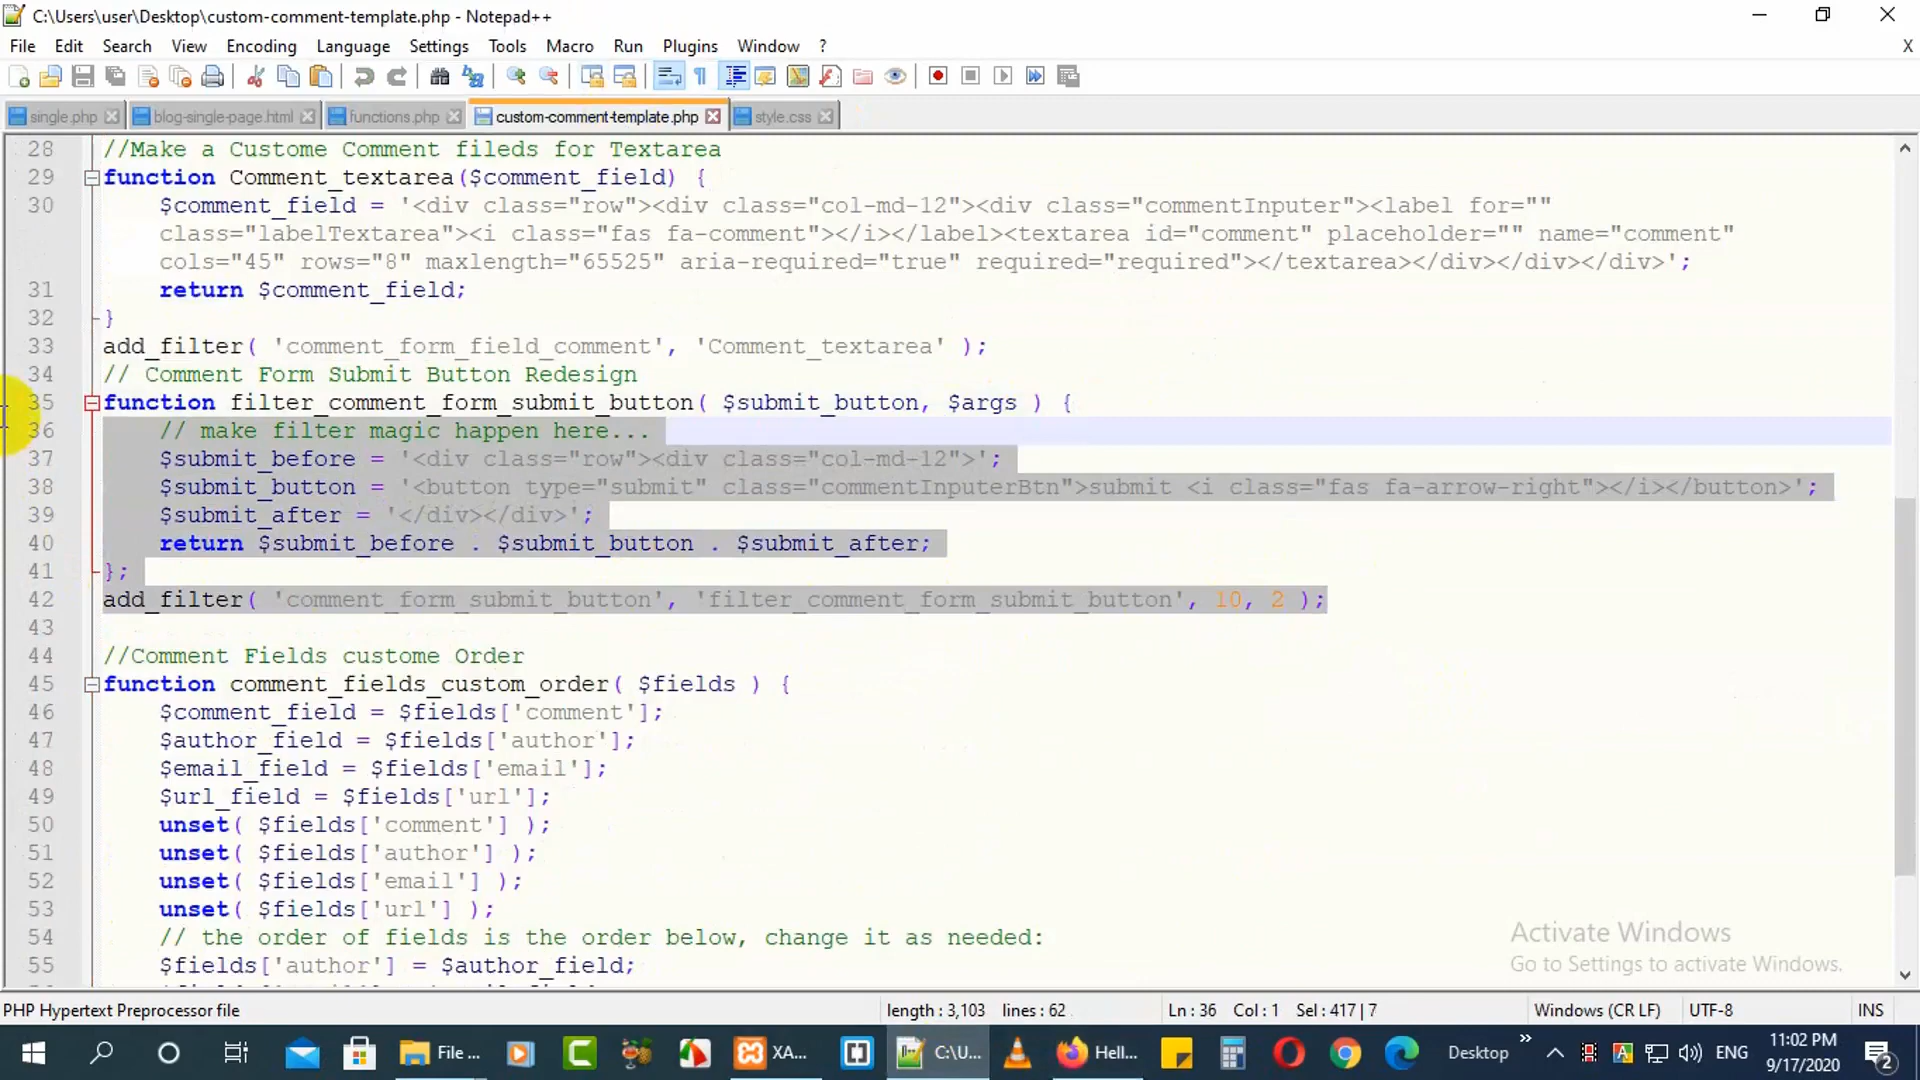 C:\Users\user\Desktop\custom-comment-template.php - Notepad++
File Edit Search View Encoding Language Settings Tools Macro Run Plugins Window ? X
single.php blog-single-page.html functions.php custom-comment-template.php style.css
28 //Make a Custome Comment fileds for Textarea
29 function Comment_textarea($comment_field) {
30 $comment_field = '<div class="row"><div class="col-md-12"><div class="commentInputer"><label for=""
class="labelTextarea"><i class="fas fa-comment"></i></label><textarea id="comment" placeholder="" name="comment"
cols="45" rows="8" maxlength="65525" aria-required="true" required="required"></textarea></div></div></div>';
31 return $comment_field;
32 }
33 add_filter( 'comment_form_field_comment', 'Comment_textarea' );
34 // Comment Form Submit Button Redesign
35 function filter_comment_form_submit_button( $submit_button, $args ) {
36 // make filter magic happen here...
37 $submit_before = '<div class="row"><div class="col-md-12">';
38 $submit_button = '<button type="submit" class="commentInputerBtn">submit <i class="fas fa-arrow-right"></i></button>';
39 $submit_after = '</div></div>';
40 return $submit_before . $submit_button . $submit_after;
41 };
42 add_filter( 'comment_form_submit_button', 'filter_comment_form_submit_button', 10, 2 );
43
44 //Comment Fields custome Order
45 function comment_fields_custom_order( $fields ) {
46 $comment_field = $fields['comment'];
47 $author_field = $fields['author'];
48 $email_field = $fields['email'];
49 $url_field = $fields['url'];
50 unset( $fields['comment'] );
51 unset( $fields['author'] );
52 unset( $fields['email'] );
53 unset( $fields['url'] );
54 // the order of fields is the order below, change it as needed:
55 $fields['author'] = $author_field;
Activate Windows
Go to Settings to activate Windows.
PHP Hypertext Preprocessor file length : 3,103 lines : 62 Ln : 36 Col : 1 Sel : 417 | 7 Windows (CR LF) UTF-8 INS
File ... XA... C:\U... Hell... Desktop ENG 11:02 PM
9/17/2020 2